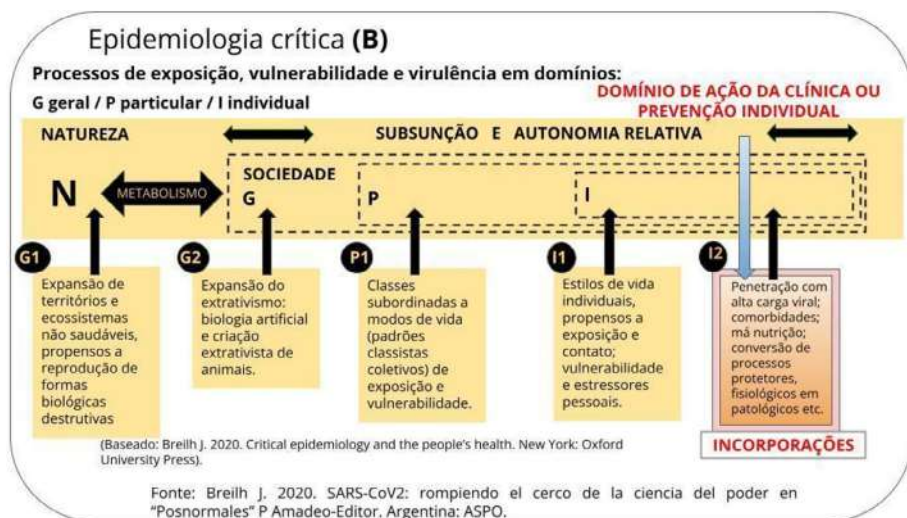 Epidemiologia crítica (B)
Processos de exposição, vulnerabilidade e virulência em domínios:
G geral / P particular / I individual
DOMÍNIO DE AÇÃO DA CLÍNICA OU
PREVENÇÃO INDIVIDUAL
NATUREZA
SUBSUNÇÃO E AUTONOMIA RELATIVA
SOCIEDADE
N
METABOLISMO
G
P
I
G1
Expansão de
territórios e
ecossistemas
não saudáveis,
propensos a
reprodução de
formas
biológicas
destrutivas
G2
Expansão do
extrativismo:
biologia artificial
e criação
extrativista de
animais.
P1
Classes
subordinadas a
modos de vida
(padrões
classistas
coletivos) de
exposição e
vulnerabilidade.
I1
Estilos de vida
individuais,
propensos a
exposição e
contato;
vulnerabilidade
e estressores
pessoais.
I2
Penetração com
alta carga viral;
comorbidades;
má nutrição;
conversão de
processos
protetores,
fisiológicos em
patológicos etc.
INCORPORAÇÕES
(Baseado: Breilh J. 2020. Critical epidemiology and the people's health. New York: Oxford
University Press).
Fonte: Breilh J. 2020. SARS-CoV2: rompiendo el cerco de la ciencia del poder en
"Posnormales" P Amadeo-Editor. Argentina: ASPO.